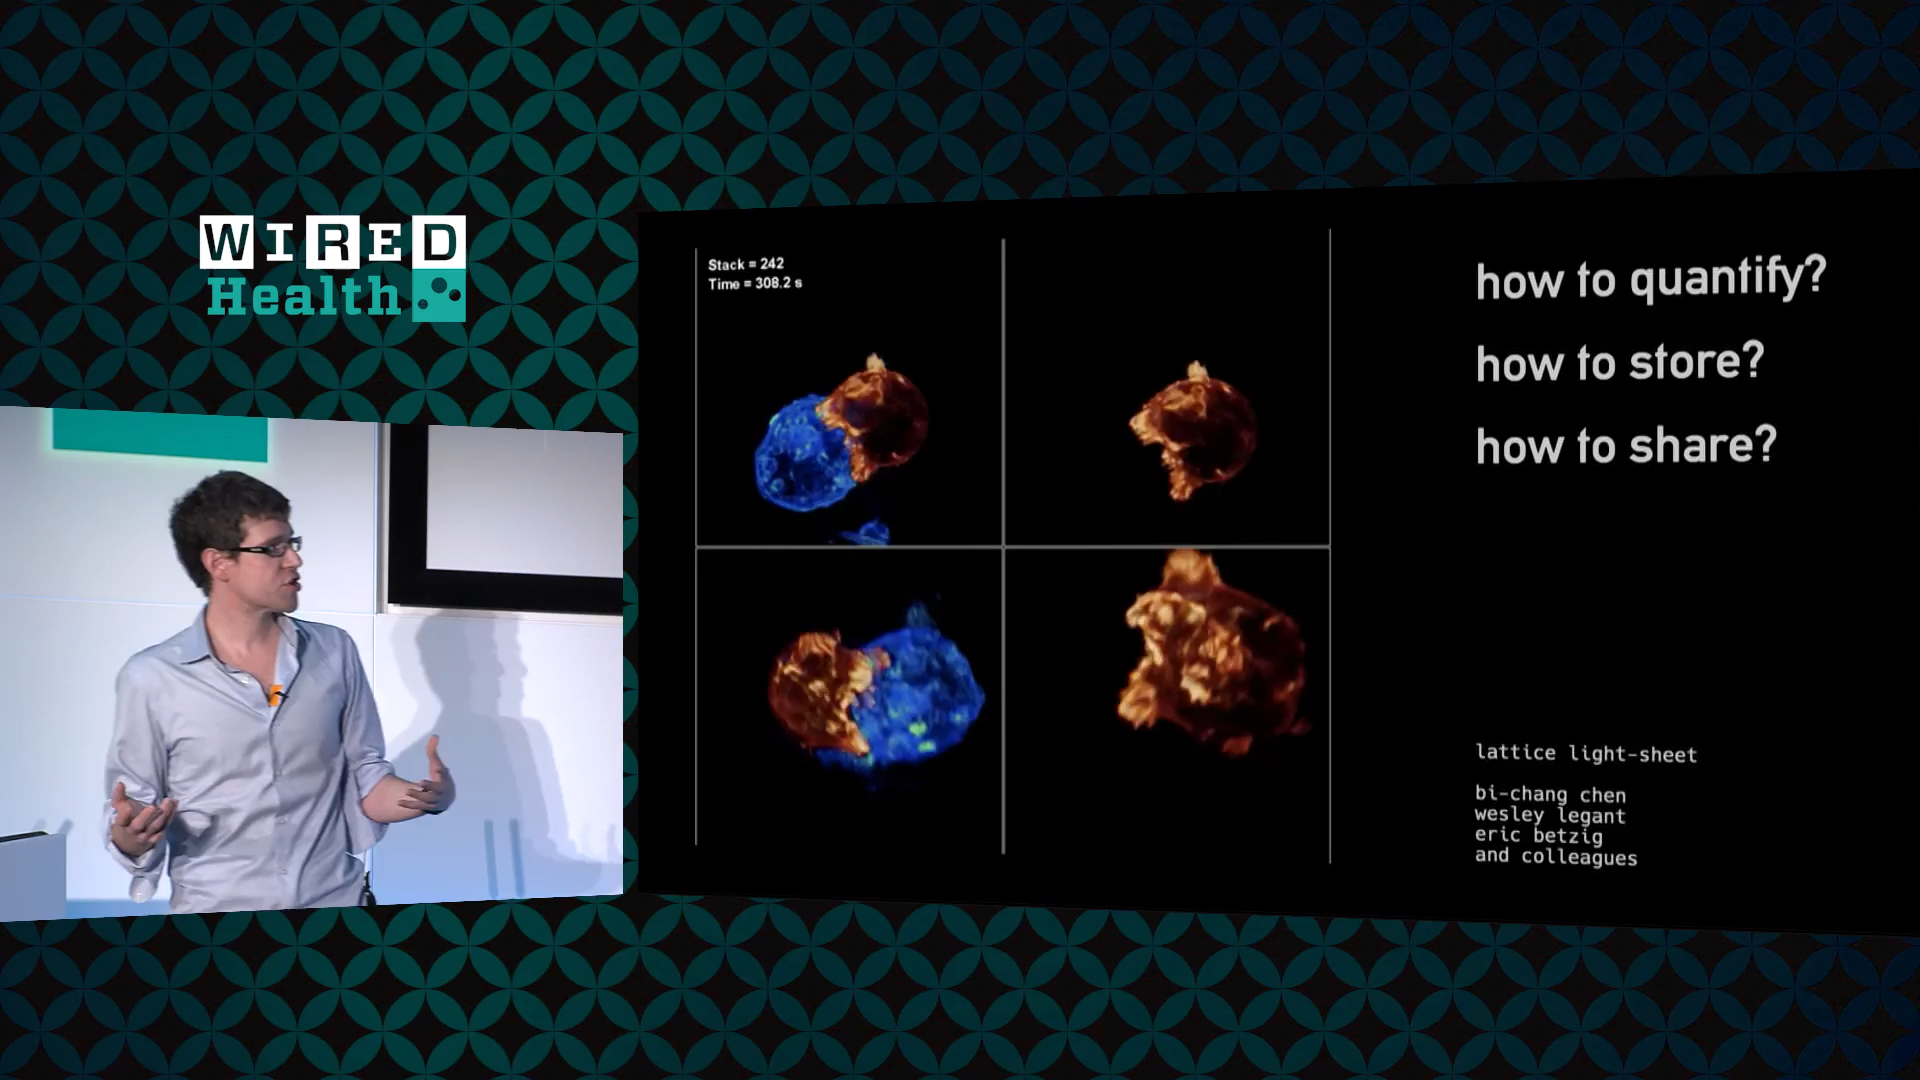 WIRED
Health
Stack = 242
Time = 308.2 s
how to quantify?
how to store?
how to share?
lattice light-sheet
bi-chang chen
wesley legant
eric betzig
and colleagues